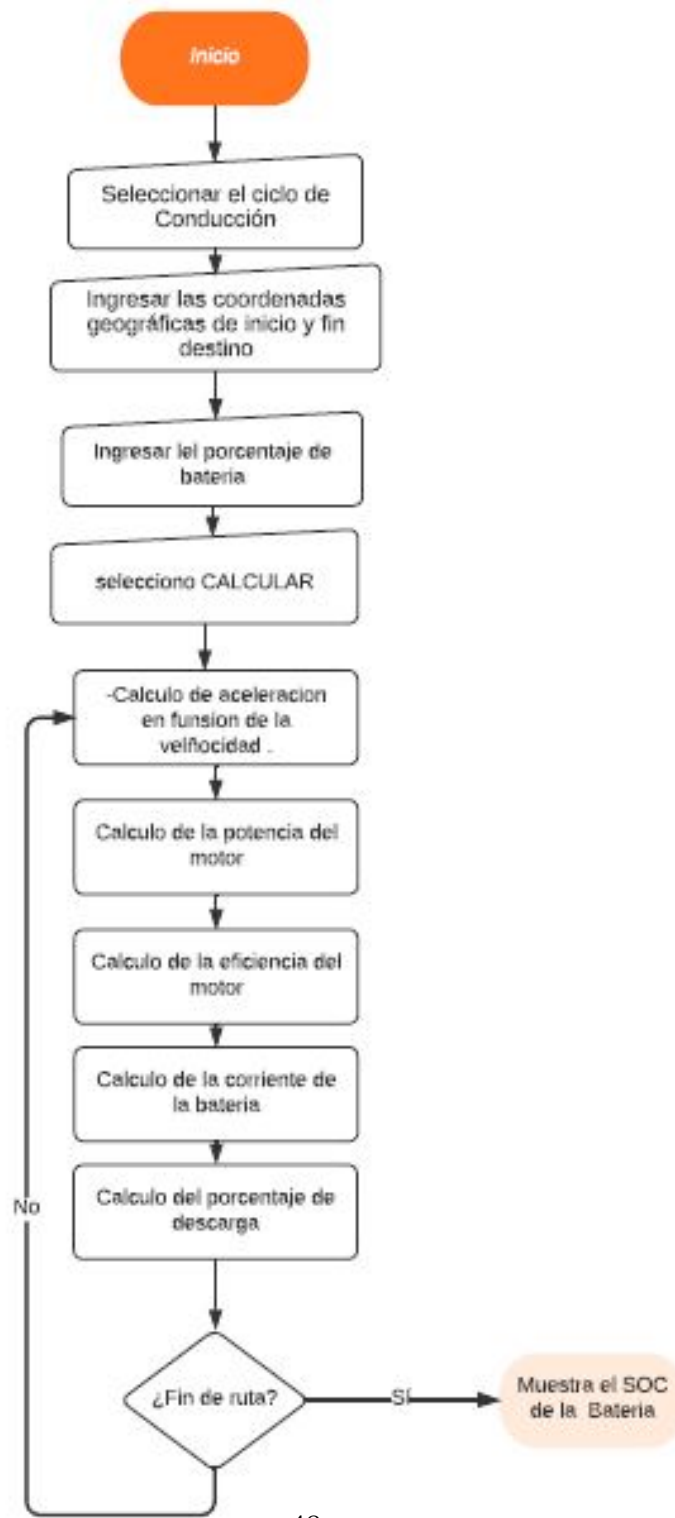 Inicio
Seleccionar el ciclo de
Conducción
Ingresar las coordenadas
geográficas de inicio y fin
destino
Ingresar lel porcentaje de
bateria
selecciono CALCULAR
-Calculo de aceleracion
en funsion de la
velñocidad .
Calculo de la potencia del
motor
Calculo de la eficiencia del
motor
Calculo de la corriente de
la bateria
Calculo del porcentaje de
descarga
No
¿Fin de ruta?
Sí
Muestra el SOC
de la Bateria